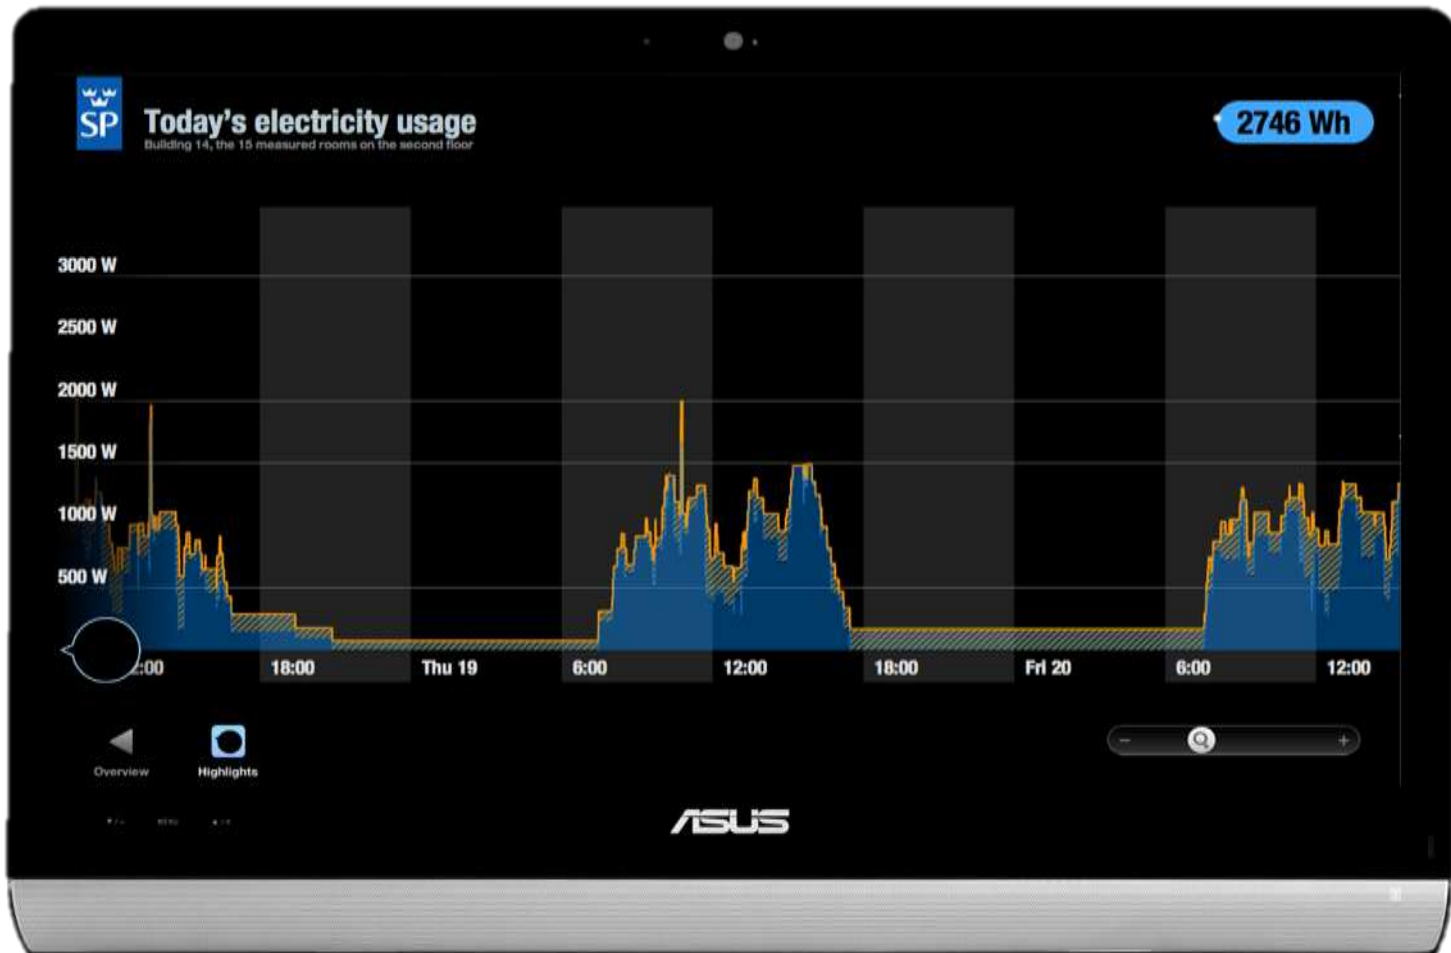 SP
Today's electricity usage
Building 14, the 15 measured rooms on the second floor
2746 Wh
3000 W
2500 W
2000 W
1500 W
1000 W
500 W
2:00
18:00
Thu 19
6:00
12:00
18:00
Fri 20
6:00
12:00
Overview
Highlights
ASUS